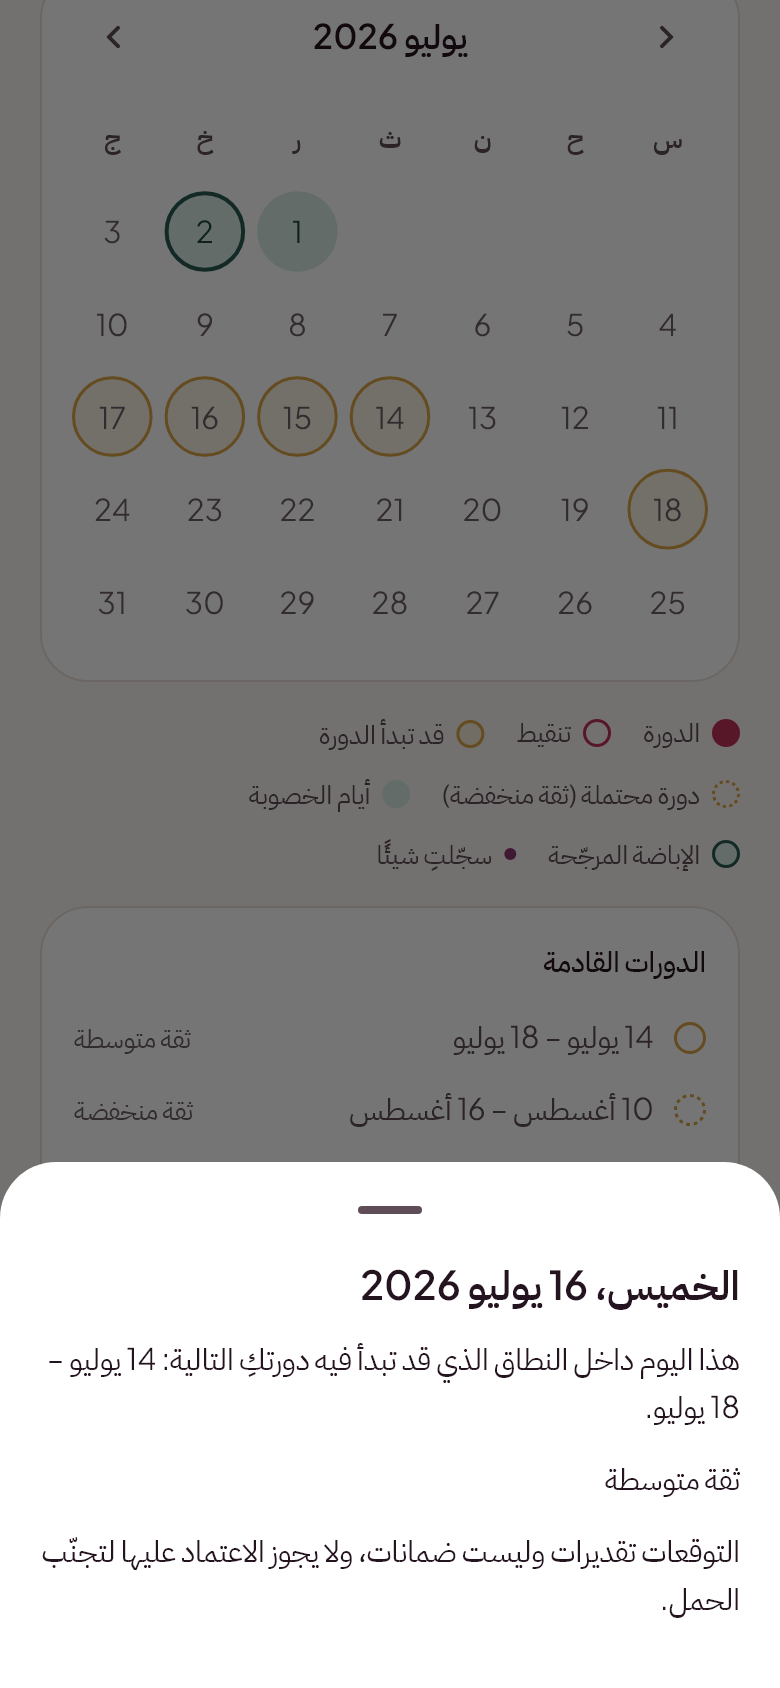 يوليو 2026
س ح ن ث ر خ ج
1 2 3
4 5 6 7 8 9 10
11 12 13 14 15 16 17
18 19 20 21 22 23 24
25 26 27 28 29 30 31
الدورة تنقيط قد تبدأ الدورة
دورة محتملة (ثقة منخفضة) أيام الخصوبة
الإباضة المرجّحة سجّلتِ شيئًا
الدورات القادمة
14 يوليو – 18 يوليو ثقة متوسطة
10 أغسطس – 16 أغسطس ثقة منخفضة
الخميس، 16 يوليو 2026
هذا اليوم داخل النطاق الذي قد تبدأ فيه دورتكِ التالية: 14 يوليو –
18 يوليو.
ثقة متوسطة
التوقعات تقديرات وليست ضمانات، ولا يجوز الاعتماد عليها لتجنّب
الحمل.